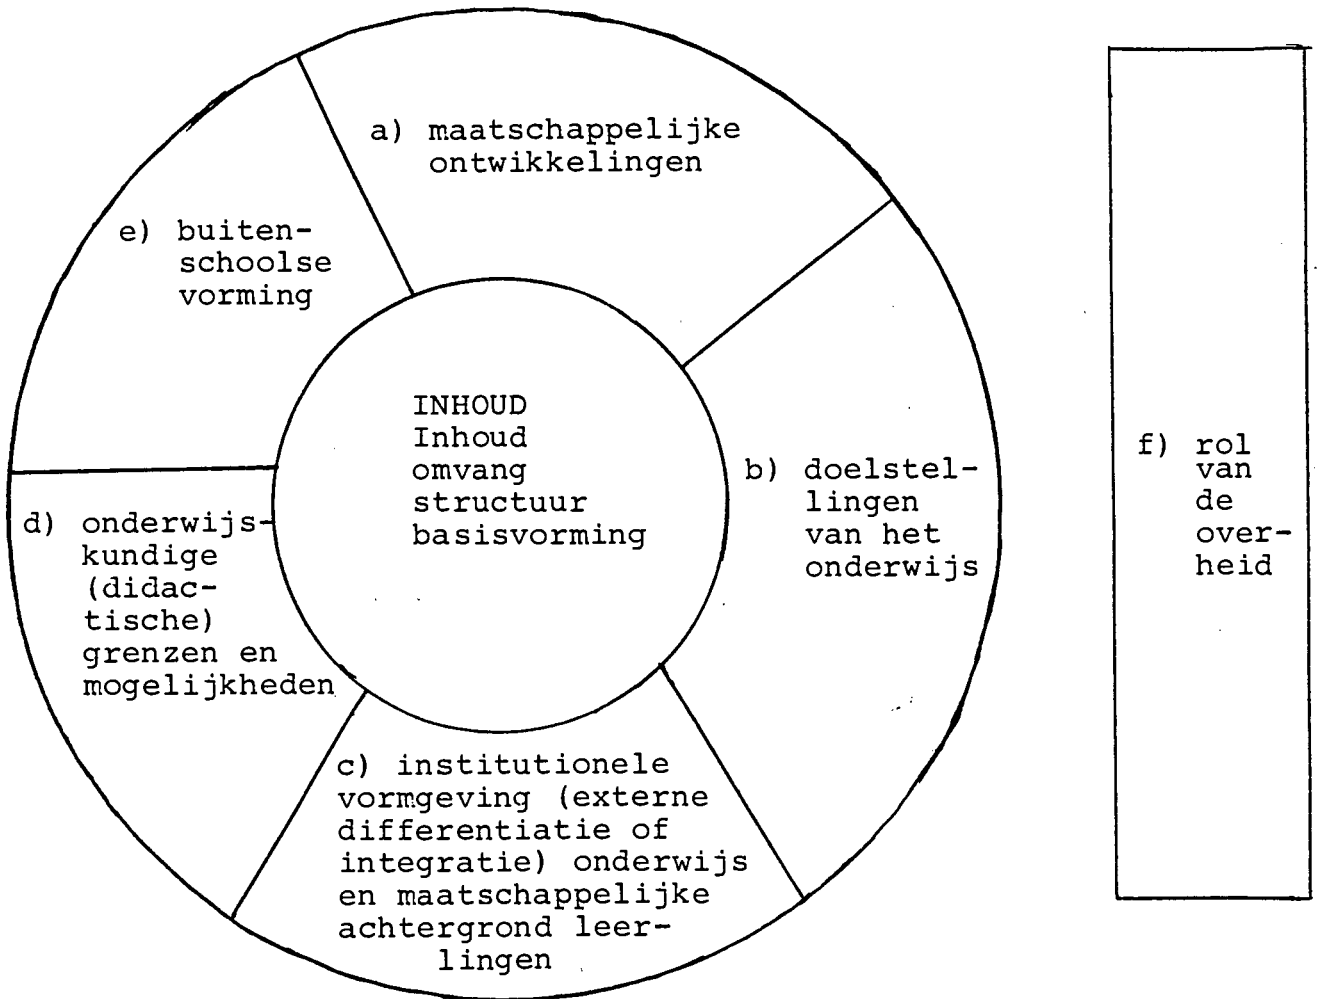 a) maatschappelijke
ontwikkelingen
e) buiten-
schoolse
vorming
INHOUD
Inhoud
omvang
structuur
basisvorming
b) doelstel-
lingen
van het
onderwijs
d) onderwijs-
kundige
(didac-
tische)
grenzen en
mogelijkheden
c) institutionele
vormgeving (externe
differentiatie of
integratie) onderwijs
en maatschappelijke
achtergrond leer-
lingen
f) rol
van
de
over-
heid